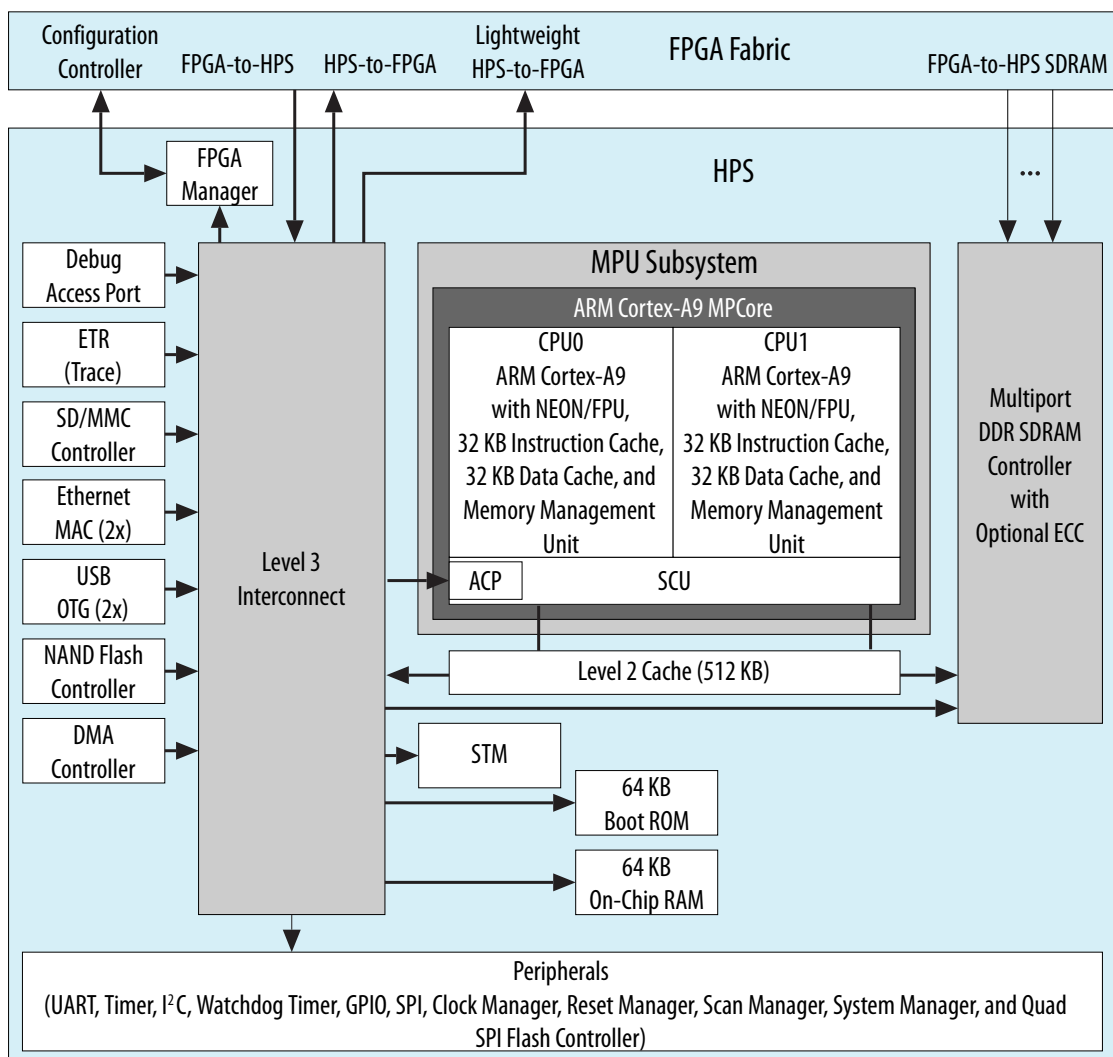 Configuration
Controller
FPGA-to-HPS
HPS-to-FPGA
Lightweight
HPS-to-FPGA
FPGA Fabric
FPGA-to-HPS SDRAM
FPGA
Manager
HPS
...
Debug
Access Port
ETR
(Trace)
SD/MMC
Controller
Ethernet
MAC (2x)
USB
OTG (2x)
NAND Flash
Controller
DMA
Controller
Level 3
Interconnect
MPU Subsystem
ARM Cortex-A9 MPCore
CPU0
ARM Cortex-A9
with NEON/FPU,
32 KB Instruction Cache,
32 KB Data Cache, and
Memory Management
Unit
CPU1
ARM Cortex-A9
with NEON/FPU,
32 KB Instruction Cache,
32 KB Data Cache, and
Memory Management
Unit
ACP
SCU
Level 2 Cache (512 KB)
Multiport
DDR SDRAM
Controller
with
Optional ECC
STM
64 KB
Boot ROM
64 KB
On-Chip RAM
Peripherals
(UART, Timer, I²C, Watchdog Timer, GPIO, SPI, Clock Manager, Reset Manager, Scan Manager, System Manager, and Quad
SPI Flash Controller)